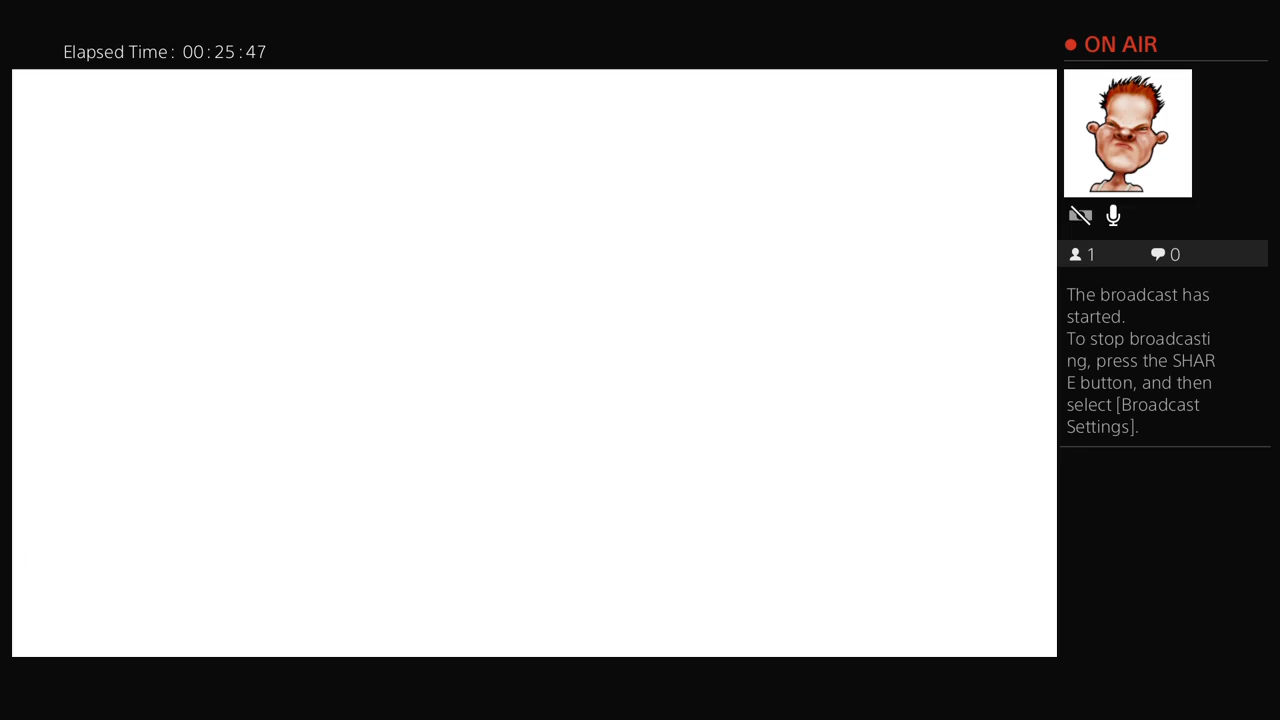 Elapsed Time: 00:25:47
ON AIR
1 0
The broadcast has
started.
To stop broadcasti
ng, press the SHAR
E button, and then
select [Broadcast
Settings].